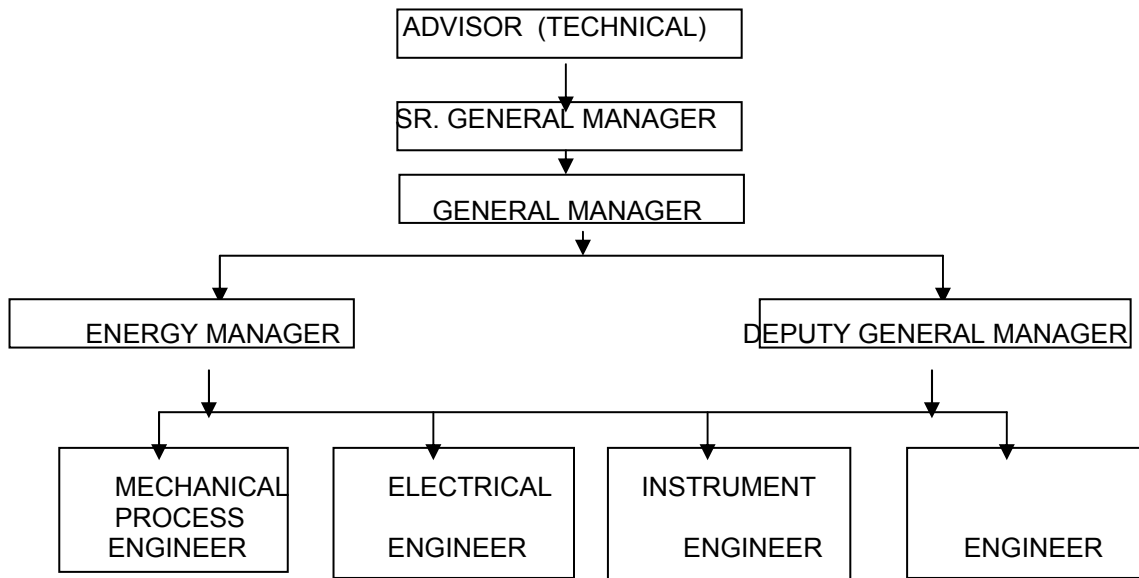 ADVISOR (TECHNICAL)
SR. GENERAL MANAGER
GENERAL MANAGER
ENERGY MANAGER
DEPUTY GENERAL MANAGER
MECHANICAL
PROCESS
ENGINEER
ELECTRICAL
ENGINEER
INSTRUMENT
ENGINEER
ENGINEER